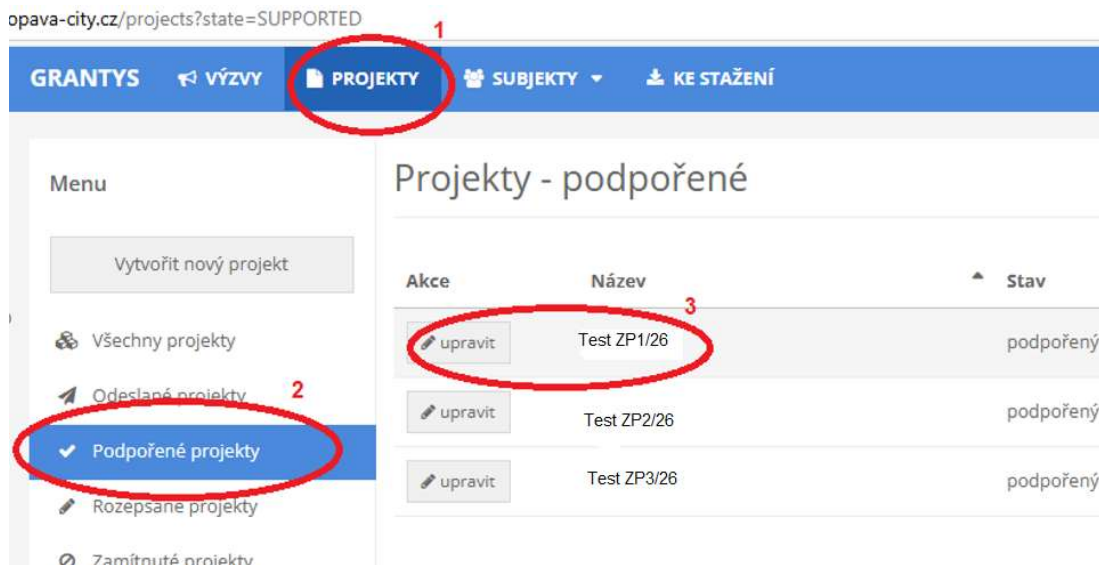 opava-city.cz/projects?state=SUPPORTED
1
GRANTYS VÝZVY PROJEKTY SUBJEKTY KE STAŽENÍ
Menu
Projekty - podpořené
Vytvořit nový projekt
Akce Název Stav
3
Všechny projekty
upravit Test ZP1/26 podpořený
Odeslané projekty 2
upravit Test ZP2/26 podpořený
Podpořené projekty
upravit Test ZP3/26 podpořený
Rozepsané projekty
Zamítnuté projekty